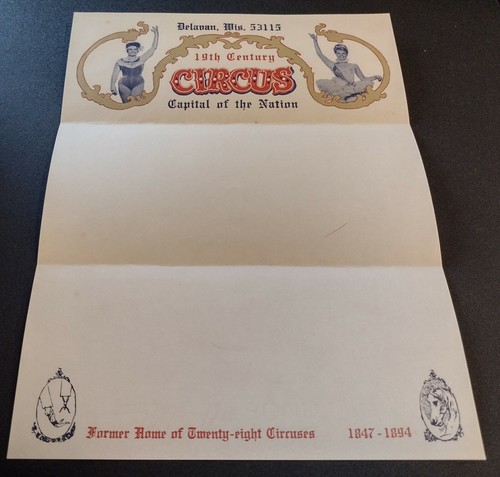 Delavan, Wis. 53115
19th Century
CIRCUS
Capital of the Nation
Former Home of Twenty-eight Circuses 1847 - 1894